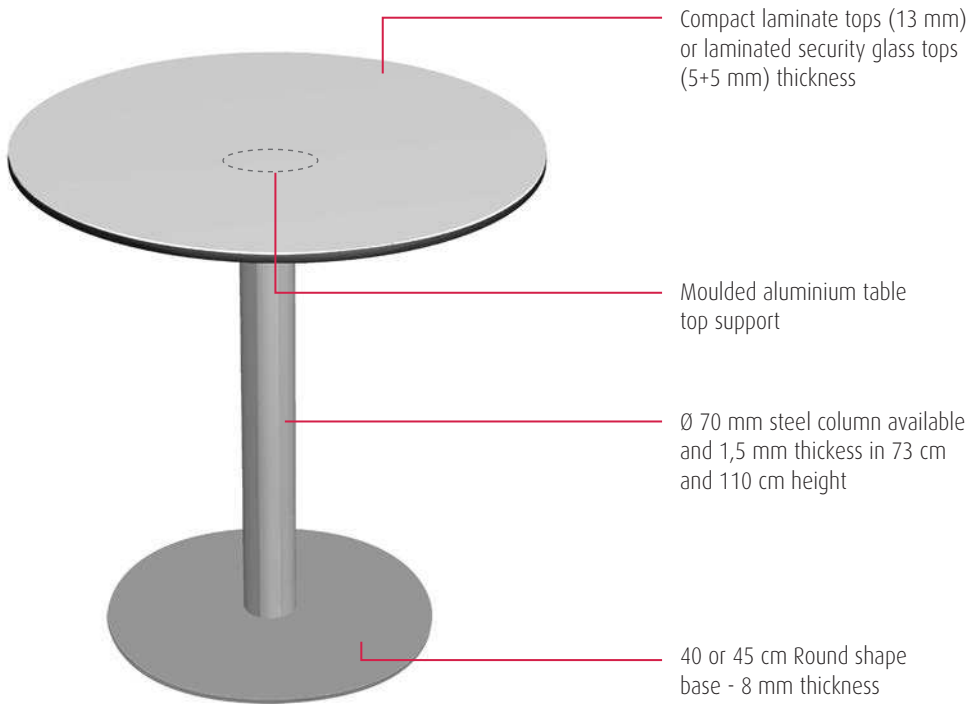 Compact laminate tops (13 mm)
or laminated security glass tops
(5+5 mm) thickness
Moulded aluminium table
top support
Ø 70 mm steel column available
and 1,5 mm thickess in 73 cm
and 110 cm height
40 or 45 cm Round shape
base - 8 mm thickness